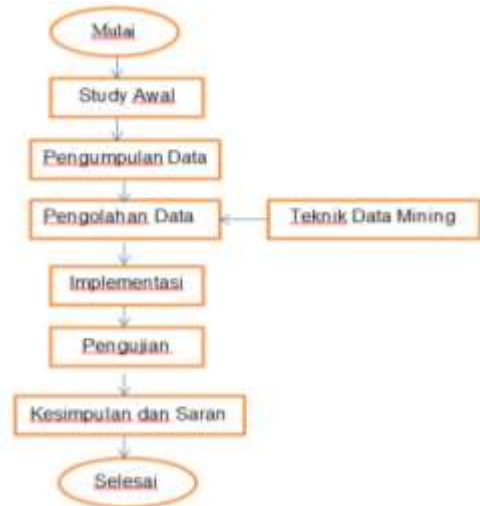 Mulai
Study Awal
Pengumpulan Data
Pengolahan Data
Teknik Data Mining
Implementasi
Pengujian
Kesimpulan dan Saran
Selesai